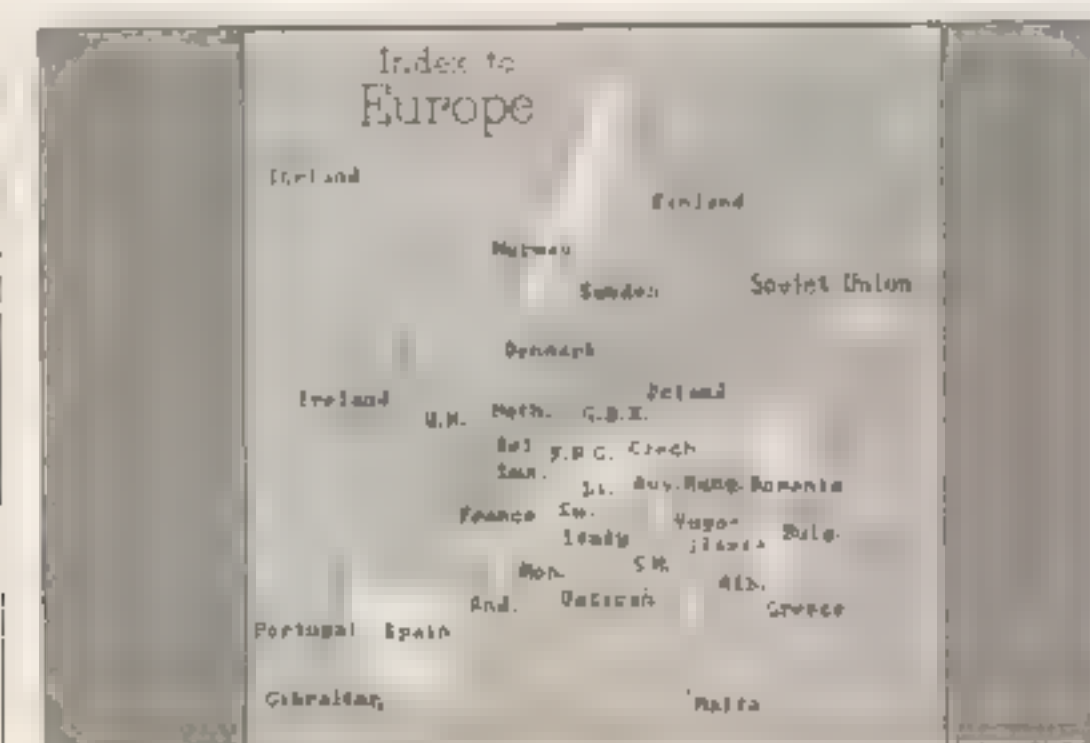 Index to
Europe
Iceland
Finland
Norway
Soviet Union
Sweden
Denmark
Poland
Ireland
U.K. Neth. G.D.R.
Bel F.R.G. Czech
Lux.
Li. Aus. Hung. Romania
France Sw. Yugo-
slavia Bulg.
Italy
S.M.
Mon. Alb.
And. Vatican Greece
Portugal Spain
Gibraltar
Malta